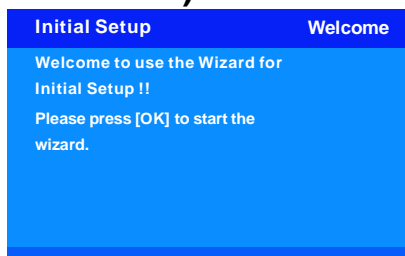 Initial Setup Welcome
Welcome to use the Wizard for
Initial Setup !!
Please press [OK] to start the
wizard.